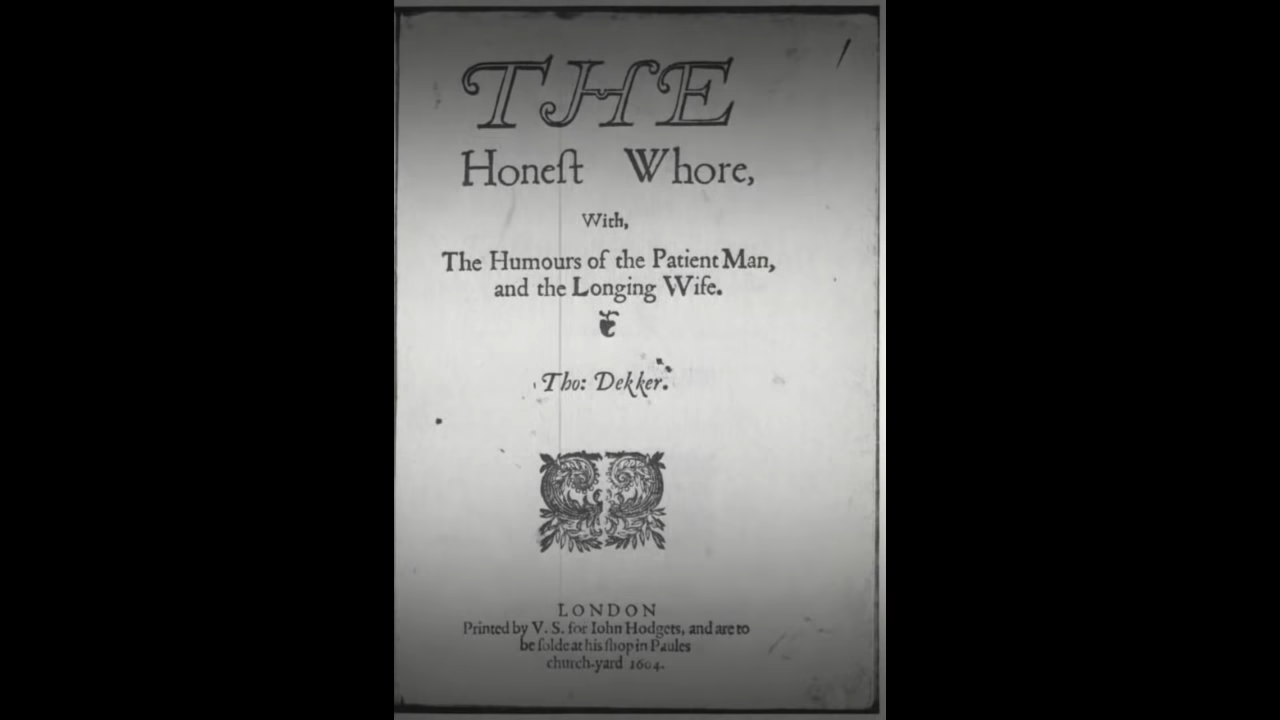 THE
Honeſt Whore,
With,
The Humours of the Patient Man,
and the Longing Wife.
Tho: Dekker.
LONDON
Printed by V. S. for Iohn Hodgets, and are to
be ſolde at his ſhop in Paules
church-yard 1604.